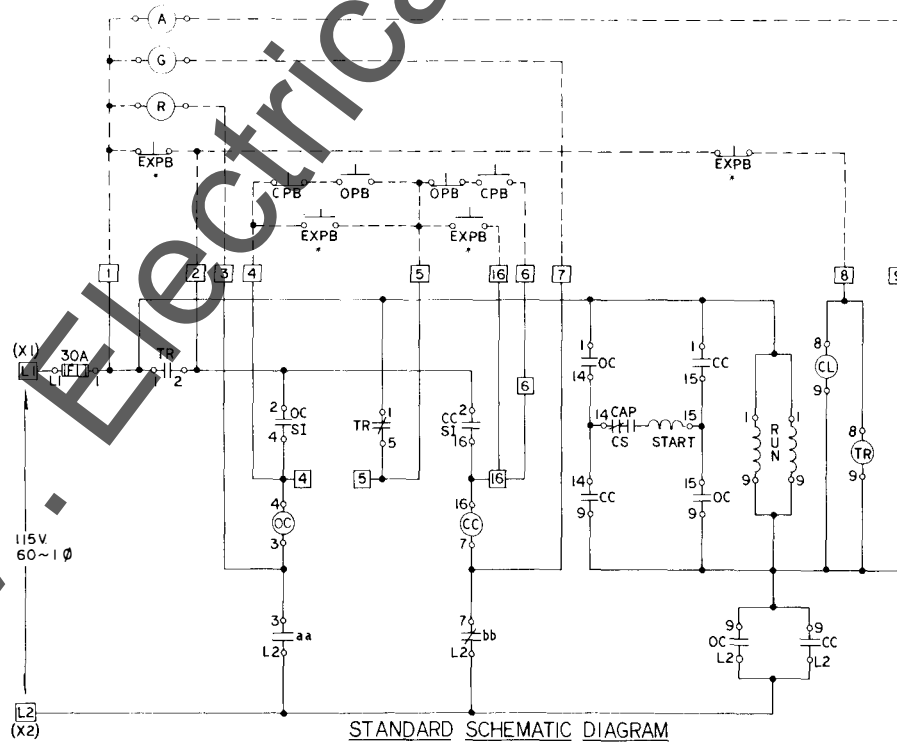 A
G
R
EXPB
*
EXPB
*
CPB OPB OPB CPB
EXPB
*
EXPB
*
1 2 3 4 5 16 6 7 8
(X1)
L1
30A
F
L1 1
TR
1 2
1
OC
14
1
CC
15
8
CL
9
6
2 OC
SI
4
TR
1
5
CC 2
SI
16
14 CAP
CS
START
15
1
RUN
1
9 9
8
TR
9
4
5
16
4
OC
3
16
CC
7
14
CC
9
15
OC
9
115V.
60~1Ø
3
aa
L2
7
bb
L2
9
OC
L2
9
CC
L2
L2
(X2)
STANDARD SCHEMATIC DIAGRAM
. Electrica